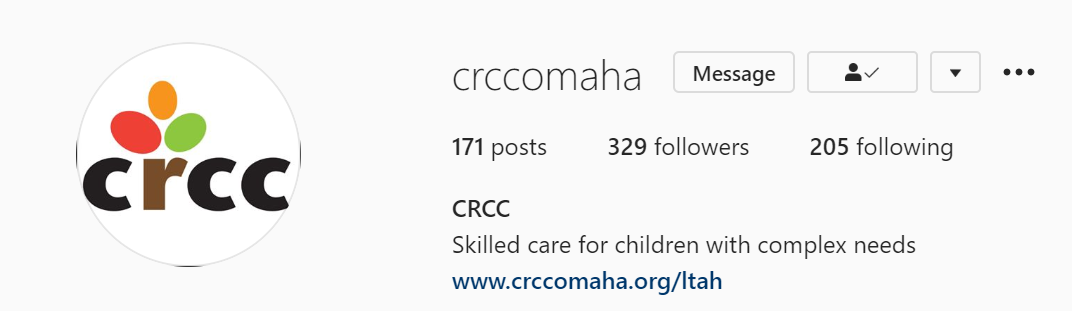 crcc
crccomaha Message
171 posts 329 followers 205 following
CRCC
Skilled care for children with complex needs
www.crccomaha.org/ltah